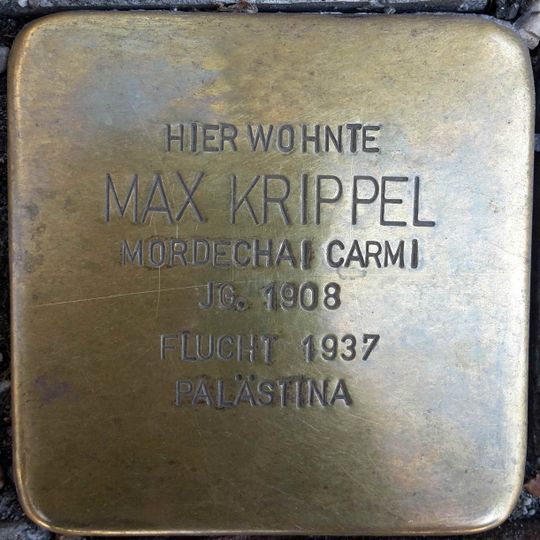 HIER WOHNTE
MAX KRIPPEL
MORDECHAI CARMI
JG. 1908
FLUCHT 1937
PALÄSTINA